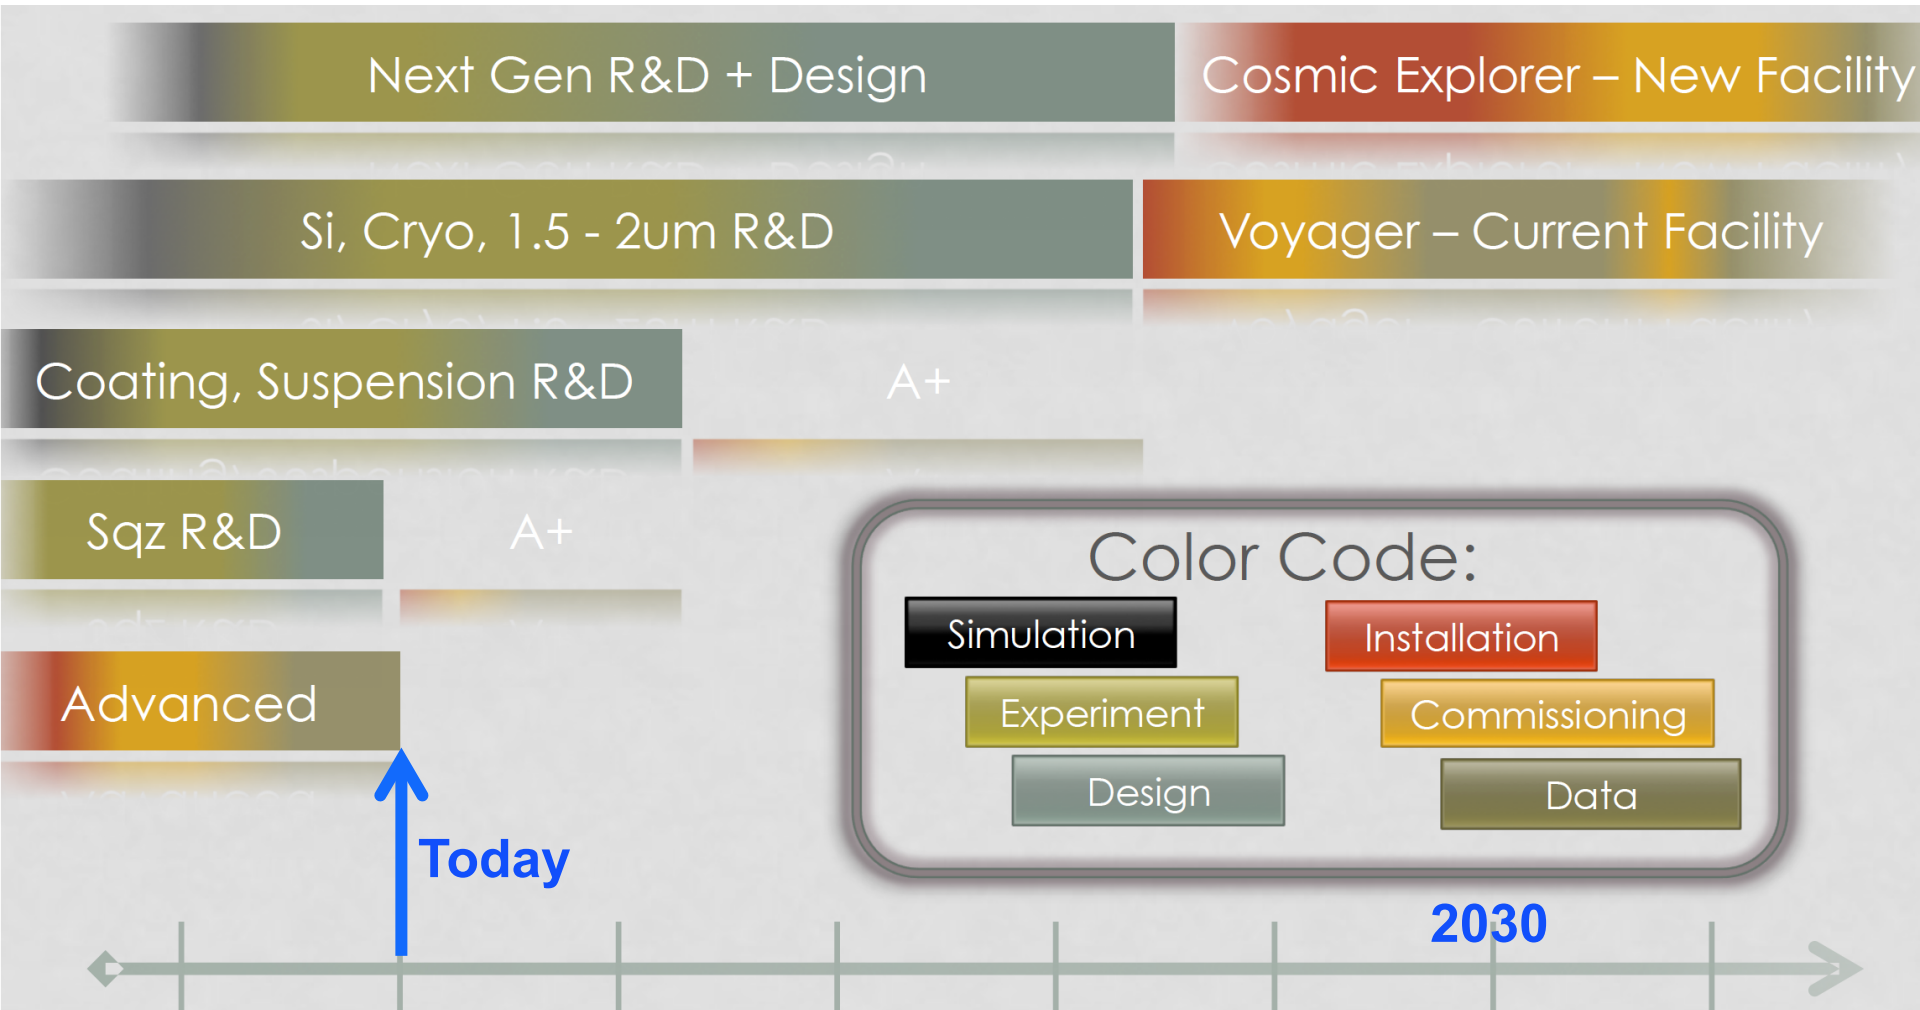 Next Gen R&D + Design
Cosmic Explorer – New Facility
Si, Cryo, 1.5 - 2um R&D
Voyager – Current Facility
Coating, Suspension R&D
A+
Sqz R&D
A+
Advanced
Today
Color Code:
Simulation
Installation
Experiment
Commissioning
Design
Data
2030